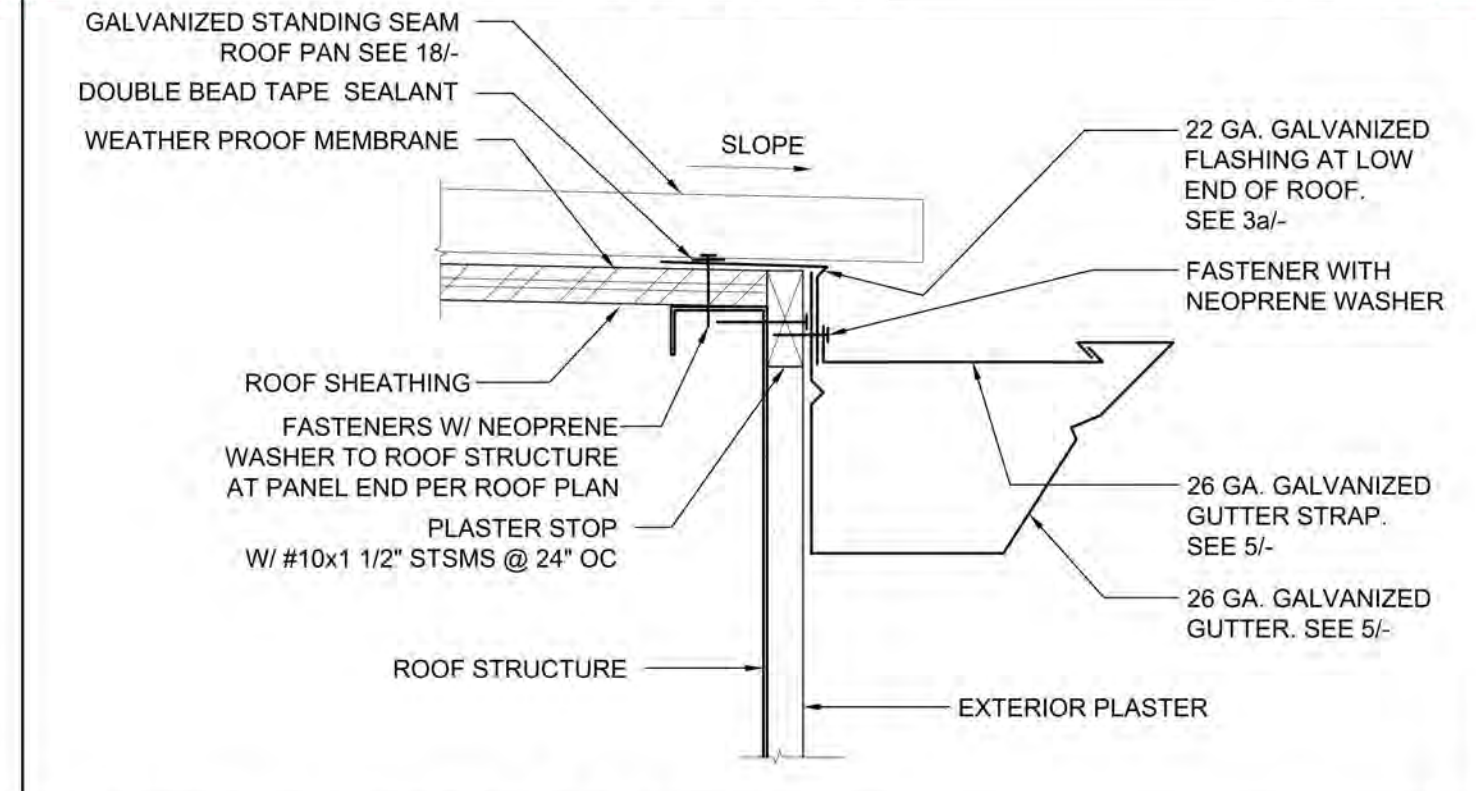 GALVANIZED STANDING SEAM
ROOF PAN SEE 18/-
DOUBLE BEAD TAPE SEALANT
WEATHER PROOF MEMBRANE
SLOPE
22 GA. GALVANIZED
FLASHING AT LOW
END OF ROOF.
SEE 3a/-
FASTENER WITH
NEOPRENE WASHER
ROOF SHEATHING
FASTENERS W/ NEOPRENE
WASHER TO ROOF STRUCTURE
AT PANEL END PER ROOF PLAN
PLASTER STOP
W/ #10x1 1/2" STSMS @ 24" OC
26 GA. GALVANIZED
GUTTER STRAP.
SEE 5/-
26 GA. GALVANIZED
GUTTER. SEE 5/-
ROOF STRUCTURE
EXTERIOR PLASTER